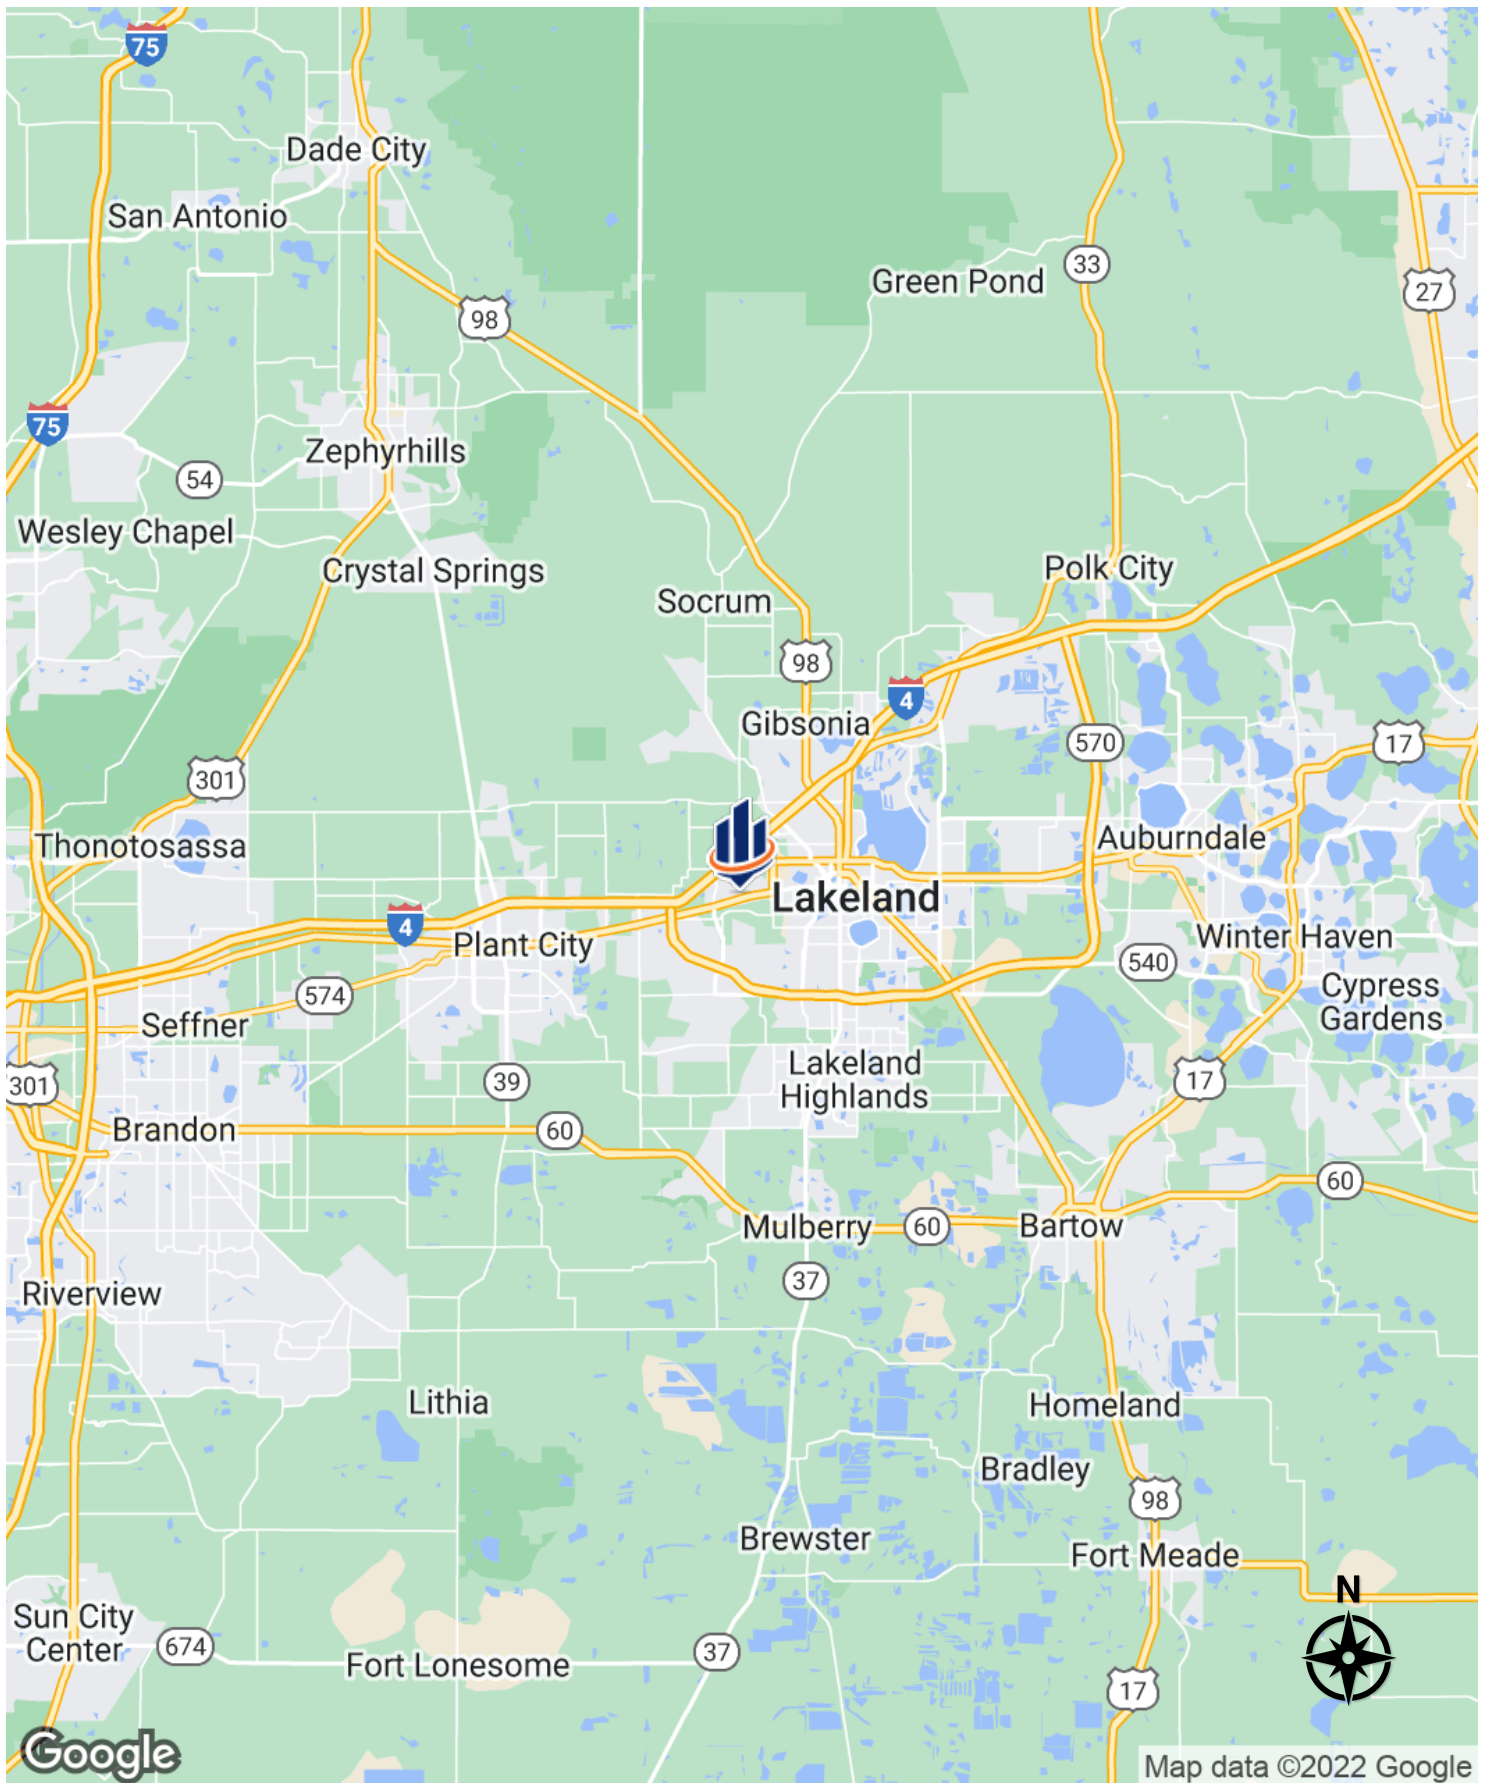 75
Dade City
San Antonio
Green Pond
33
27
98
75
Zephyrhills
54
Wesley Chapel
Crystal Springs
Polk City
Socrum
98
4
Gibsonia
570
17
301
Thonotosassa
Auburndale
Lakeland
4
Plant City
Winter Haven
540
574
Cypress
Gardens
Seffner
Lakeland
Highlands
301
39
17
Brandon
60
60
Mulberry
60
Bartow
37
Riverview
Lithia
Homeland
Bradley
98
Brewster
Fort Meade
N
Sun City
Center
674
37
Fort Lonesome
17
Google
Map data ©2022 Google